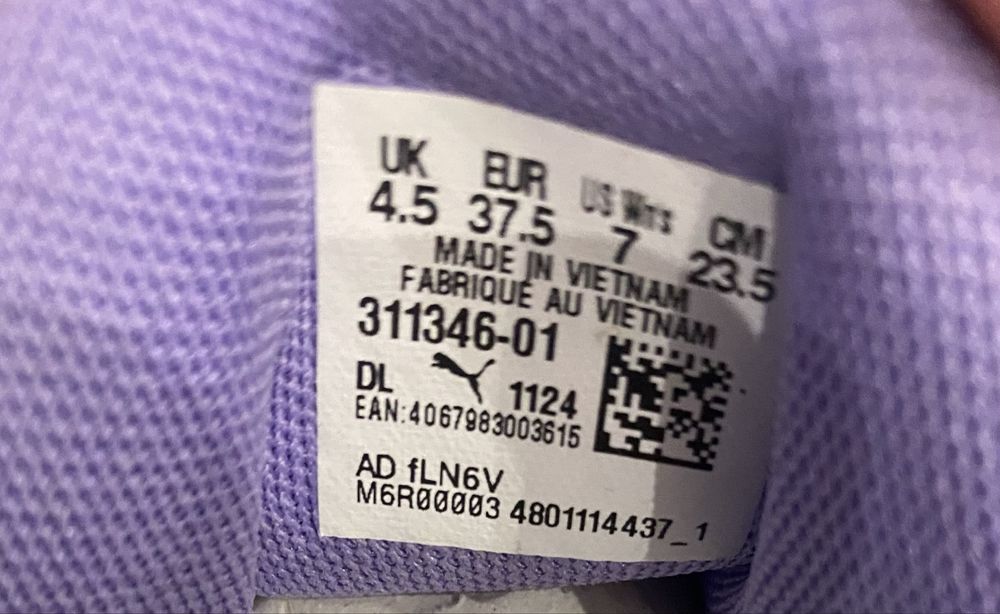 UK EUR US Wn's CM
4.5 37.5 7 23.5
MADE IN VIETNAM
FABRIQUE AU VIETNAM
311346-01
DL 1124
EAN:4067983003615
AD fLN6V
M6R00003 4801114437_1